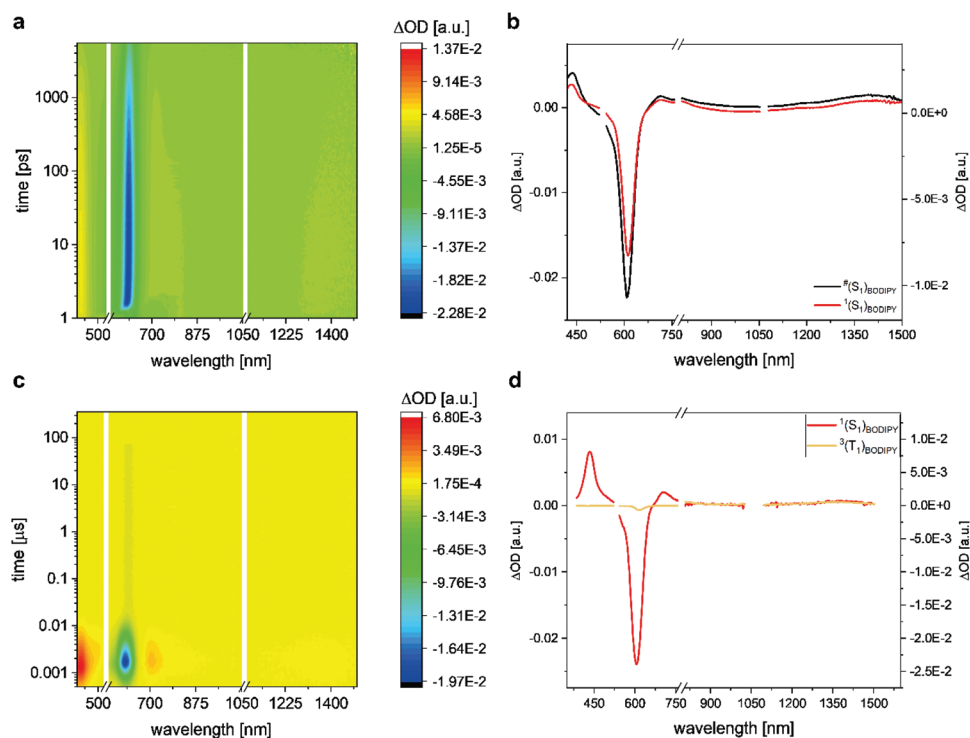 a
ΔOD [a.u.]
1.37E-2
9.14E-3
4.58E-3
1.25E-5
-4.55E-3
-9.11E-3
-1.37E-2
-1.82E-2
-2.28E-2
time [ps]
1000
100
10
1
500 700 875 1050 1225 1400
wavelength [nm]
b
ΔOD [a.u.]
0.00
-0.01
-0.02
0.0E+0
-5.0E-3
-1.0E-2
ΔOD [a.u.]
#(S1)BODIPY
1(S1)BODIPY
450 600 750 900 1050 1200 1350 1500
wavelength [nm]
c
ΔOD [a.u.]
6.80E-3
3.49E-3
1.75E-4
-3.14E-3
-6.45E-3
-9.76E-3
-1.31E-2
-1.64E-2
-1.97E-2
time [µs]
100
10
1
0.1
0.01
0.001
500 700 875 1050 1225 1400
wavelength [nm]
d
ΔOD [a.u.]
0.01
0.00
-0.01
-0.02
1.0E-2
5.0E-3
0.0E+0
-5.0E-3
-1.0E-2
-1.5E-2
-2.0E-2
-2.5E-2
ΔOD [a.u.]
1(S1)BODIPY
3(T1)BODIPY
450 600 750 900 1050 1200 1350 1500
wavelength [nm]